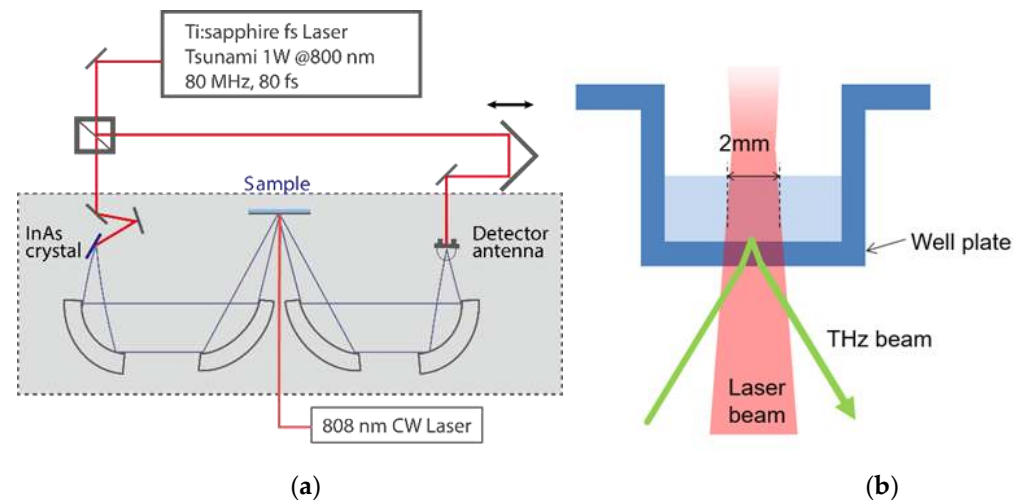 Ti:sapphire fs Laser
Tsunami 1W @800 nm
80 MHz, 80 fs
Sample
InAs
crystal
Detector
antenna
808 nm CW Laser
(a)
2mm
Well plate
THz beam
Laser
beam
(b)